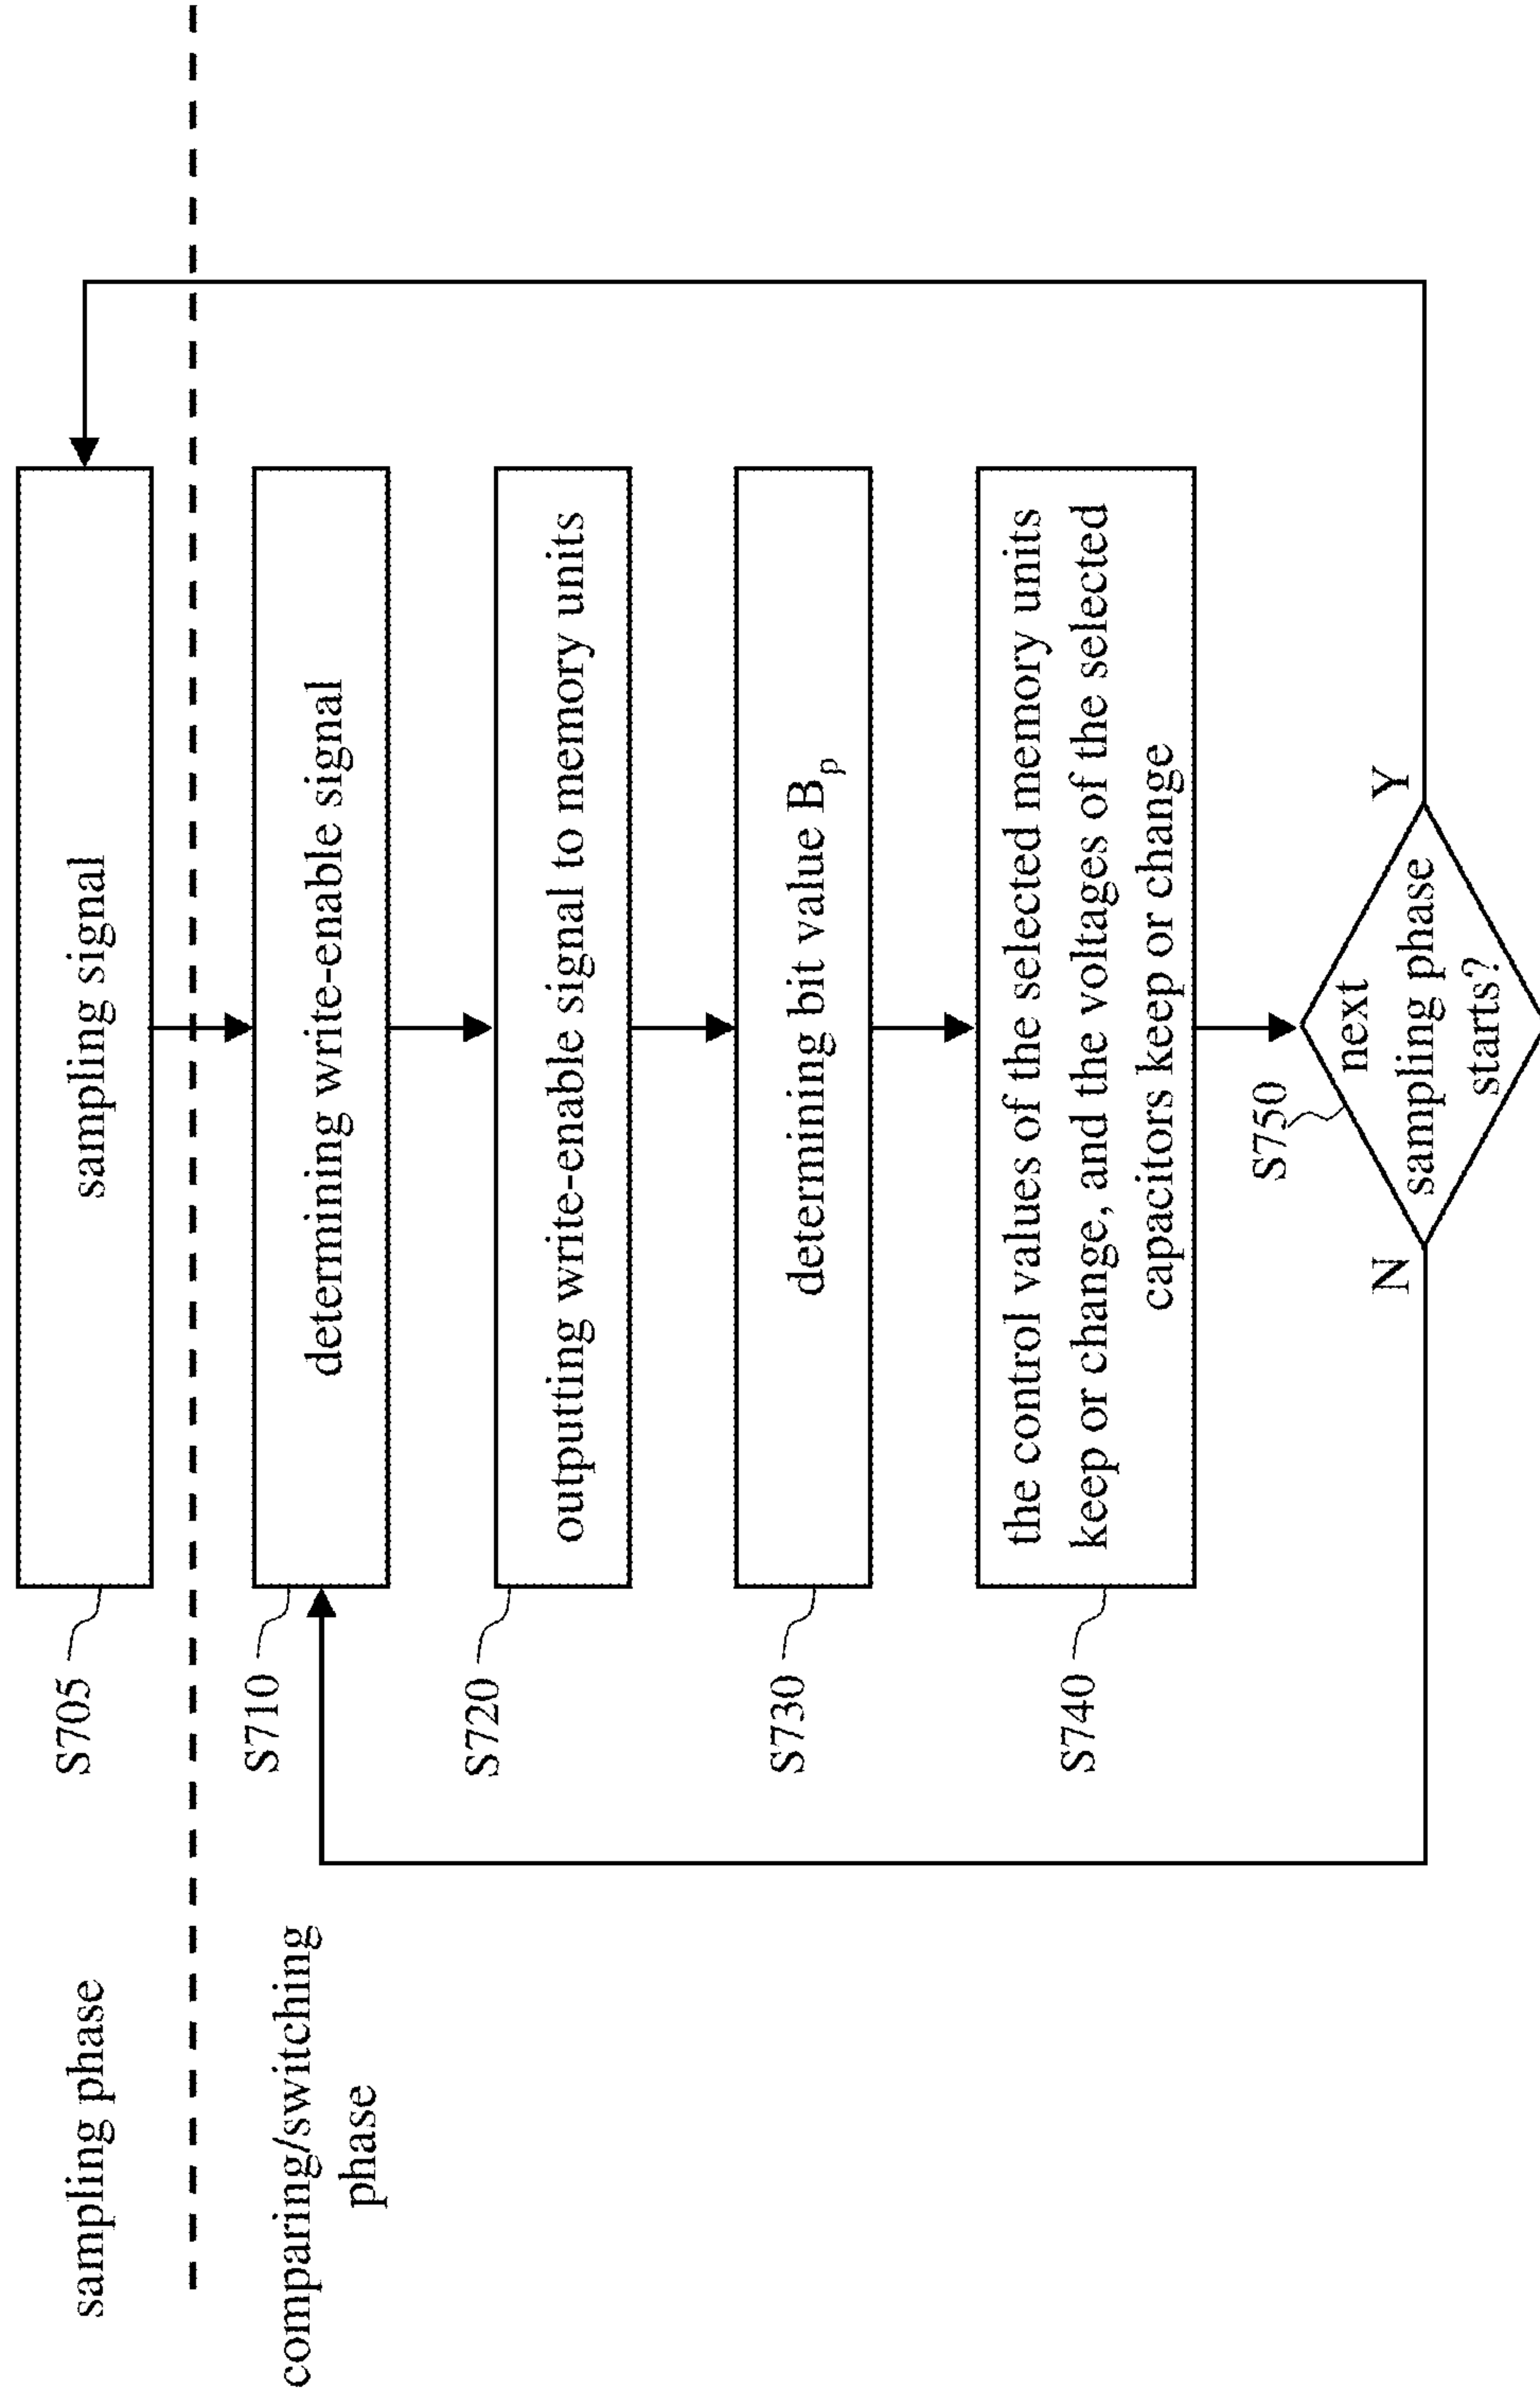 sampling phase
S705
sampling signal
comparing/switching
phase
S710
determining write-enable signal
S720
outputting write-enable signal to memory units
S730
determining bit value Bp
S740
the control values of the selected memory units
keep or change, and the voltages of the selected
capacitors keep or change
S750
next
sampling phase
starts?
N
Y